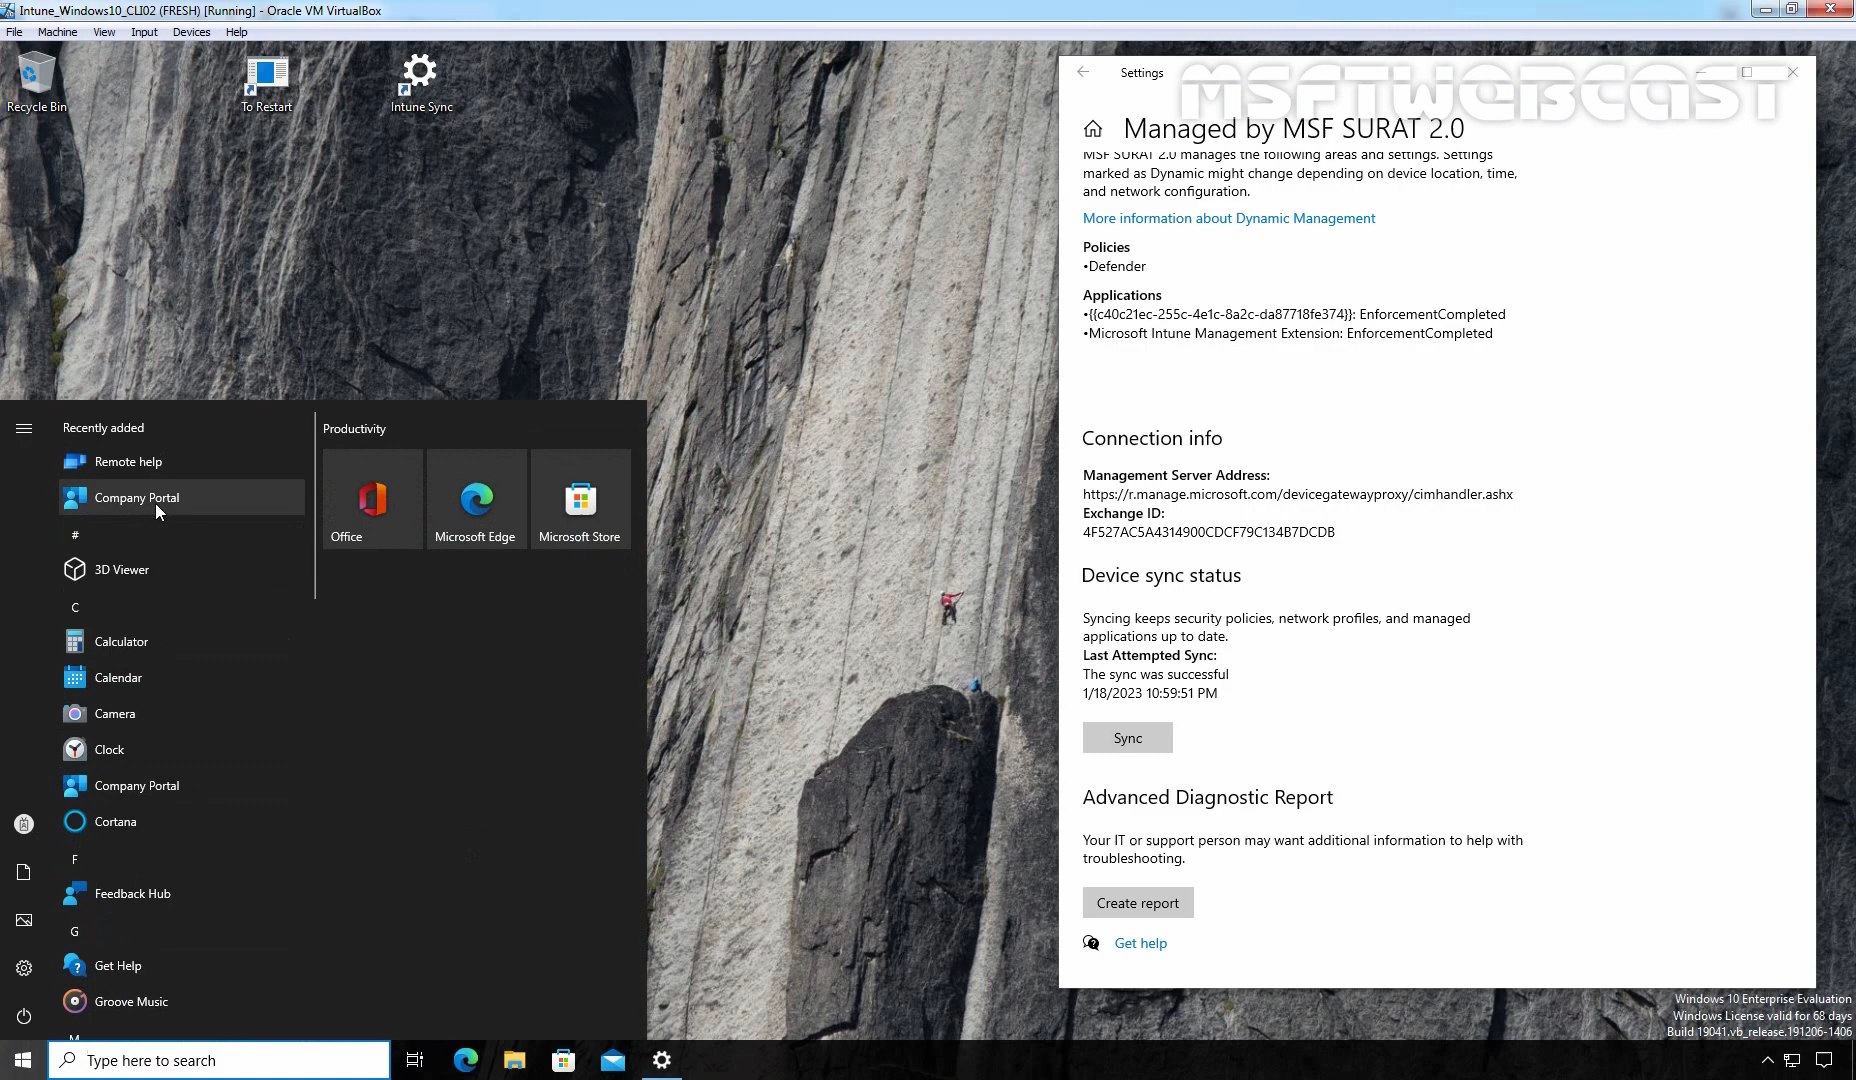 Intune_Windows10_CLI02 (FRESH) [Running] - Oracle VM VirtualBox
File Machine View Input Devices Help
Recycle Bin
To Restart
Intune Sync
Settings
MSFTWEBCAST
Managed by MSF SURAT 2.0
MSF SURAT 2.0 manages the following areas and settings. Settings
marked as Dynamic might change depending on device location, time,
and network configuration.
More information about Dynamic Management
Policies
•Defender
Applications
•{{c40c21ec-255c-4e1c-8a2c-da87718fe374}}: EnforcementCompleted
•Microsoft Intune Management Extension: EnforcementCompleted
Connection info
Management Server Address:
https://r.manage.microsoft.com/devicegatewayproxy/cimhandler.ashx
Exchange ID:
4F527AC5A4314900CDCF79C134B7DCDB
Device sync status
Syncing keeps security policies, network profiles, and managed
applications up to date.
Last Attempted Sync:
The sync was successful
1/18/2023 10:59:51 PM
Sync
Advanced Diagnostic Report
Your IT or support person may want additional information to help with
troubleshooting.
Create report
Get help
Recently added
Remote help
Company Portal
#
3D Viewer
C
Calculator
Calendar
Camera
Clock
Company Portal
Cortana
F
Feedback Hub
G
Get Help
Groove Music
M
Productivity
Office
Microsoft Edge
Microsoft Store
Windows 10 Enterprise Evaluation
Windows License valid for 68 days
Build 19041.vb_release.191206-1406
Type here to search